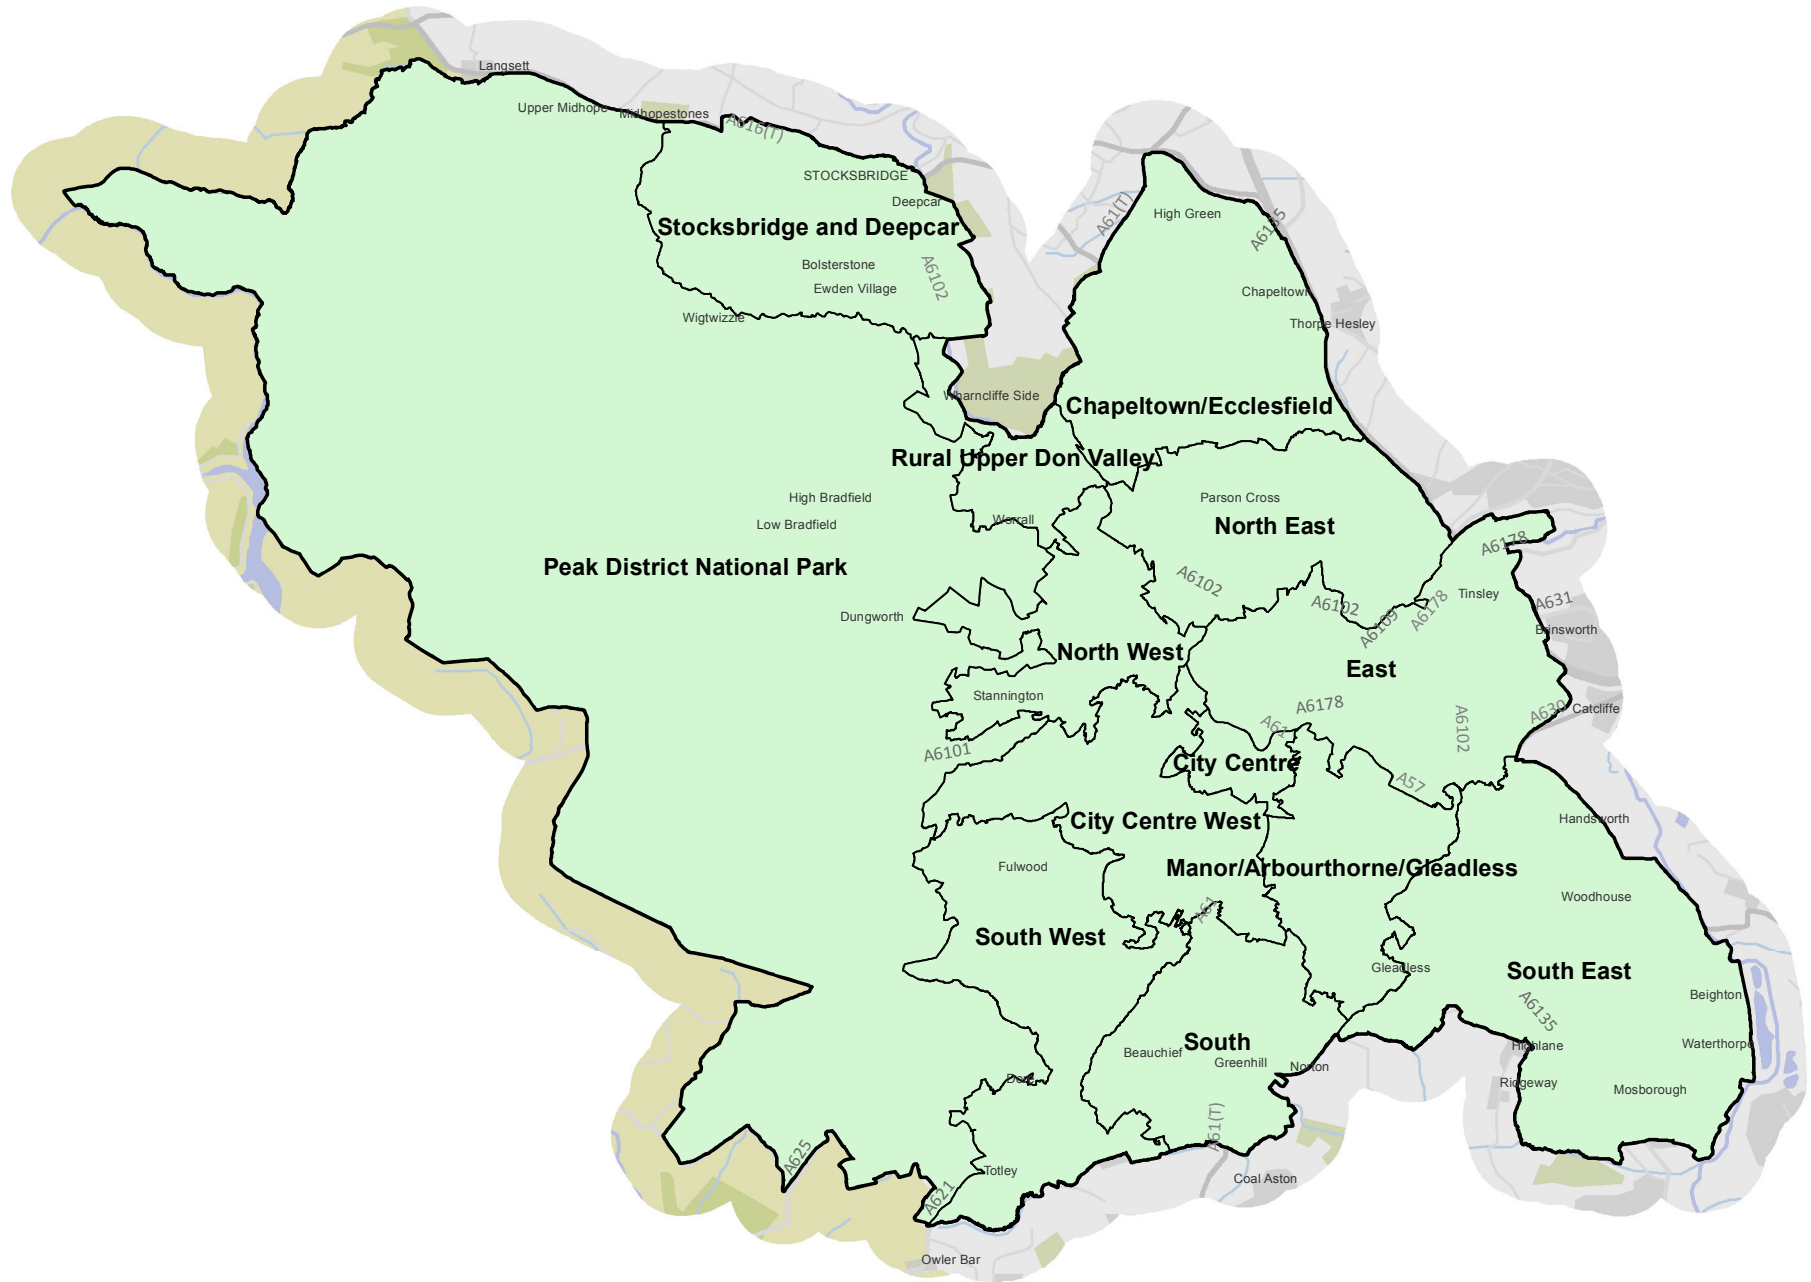 Langsett
Upper Midhope
Midhopestones
A616(T)
STOCKSBRIDGE
Deepcar
Stocksbridge and Deepcar
Bolsterstone
Ewden Village
A6102
Wigtwizzle
High Green
A61(T)
A6135
Chapeltown
Thorpe Hesley
Wharncliffe Side
Chapeltown/Ecclesfield
Rural Upper Don Valley
High Bradfield
Low Bradfield
Worrall
Parson Cross
North East
A6178
Peak District National Park
A6102
A6102
A6109
A6178
Tinsley
A631
Brinsworth
Dungworth
North West
East
Stannington
A6178
A61
A6102
A630
Catcliffe
A6101
City Centre
A57
City Centre West
Handsworth
Fulwood
Manor/Arbourthorne/Gleadless
Woodhouse
A61
South West
Gleadless
South East
Beighton
A6135
South
Beauchief
Greenhill
Norton
Highlane
Waterthorpe
Dore
Ridgeway
Mosborough
A61(T)
A625
Totley
Coal Aston
A621
Owler Bar